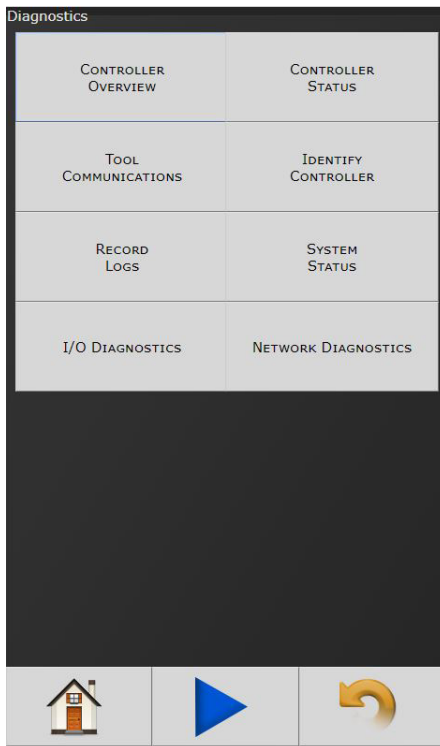 Diagnostics
Controller
Overview
Controller
Status
Tool
Communications
Identify
Controller
Record
Logs
System
Status
I/O Diagnostics
Network Diagnostics